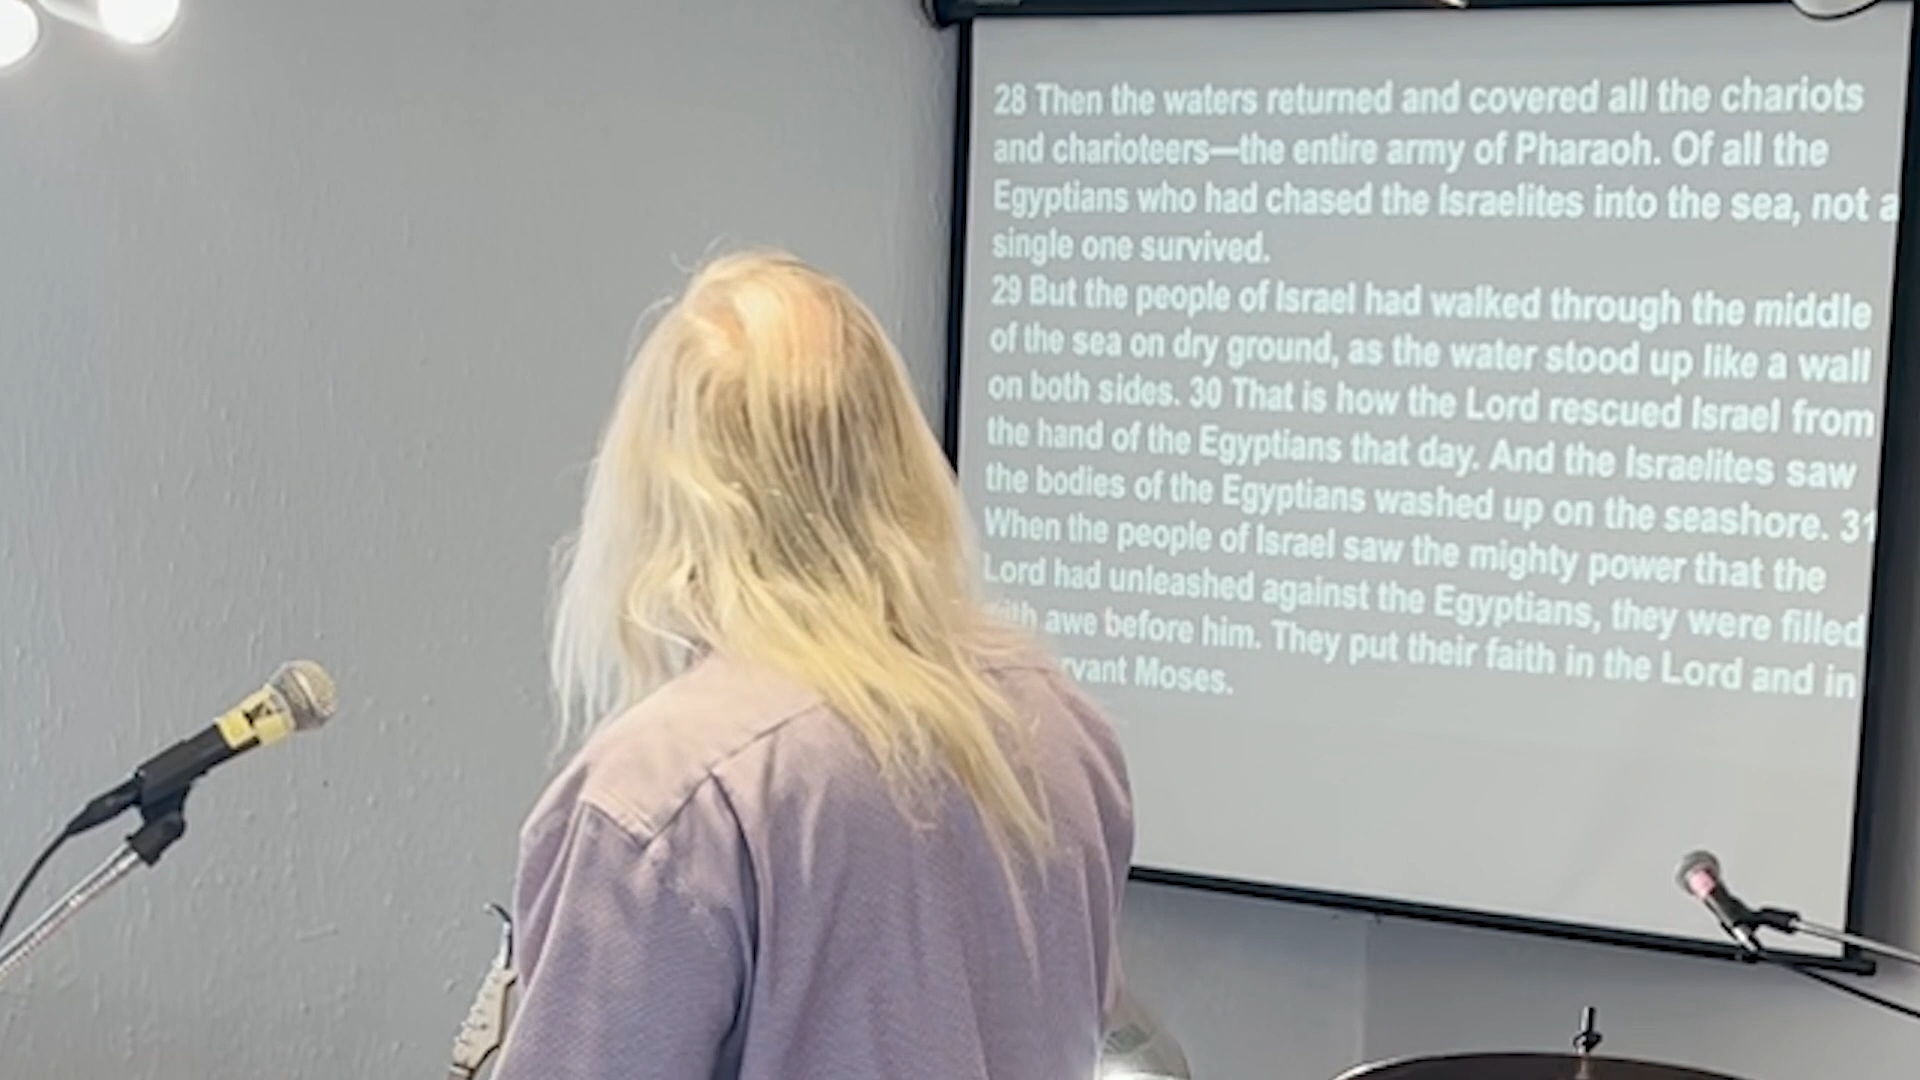 28 Then the waters returned and covered all the chariots
and charioteers—the entire army of Pharaoh. Of all the
Egyptians who had chased the Israelites into the sea, not a
single one survived.
29 But the people of Israel had walked through the middle
of the sea on dry ground, as the water stood up like a wall
on both sides. 30 That is how the Lord rescued Israel from
the hand of the Egyptians that day. And the Israelites saw
the bodies of the Egyptians washed up on the seashore. 31
When the people of Israel saw the mighty power that the
Lord had unleashed against the Egyptians, they were filled
with awe before him. They put their faith in the Lord and in
Moses.